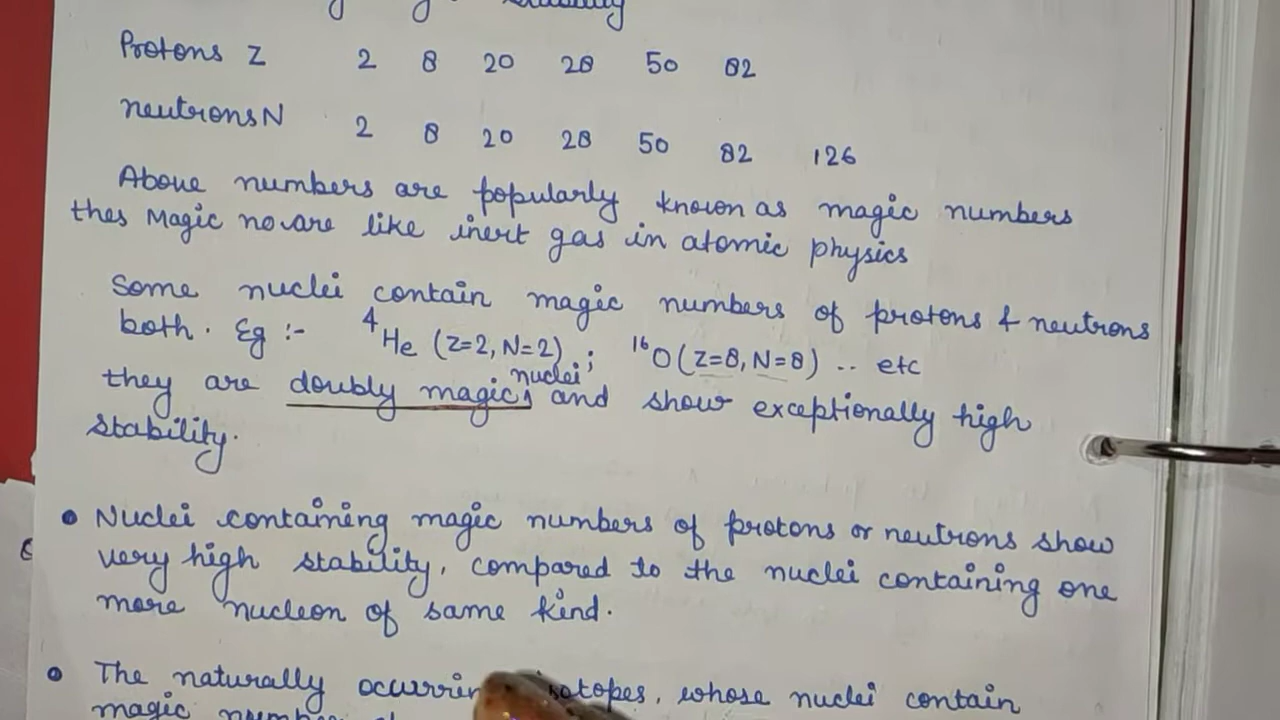 Protons Z 2 8 20 28 50 82
neutrons N 2 8 20 28 50 82 126
Above numbers are popularly known as magic numbers
thes Magic no. are like inert gas in atomic physics
Some nuclei contain magic numbers of protons & neutrons
both. Eg :- ⁴He (Z=2, N=2) ; ¹⁶O (Z=8, N=8) .. etc
they are doubly magic nuclei, and show exceptionally high
stability.
• Nuclei containing magic numbers of protons or neutrons show
very high stability, compared to the nuclei containing one
more nucleon of same kind.
• The naturally whose nuclei contain
magic